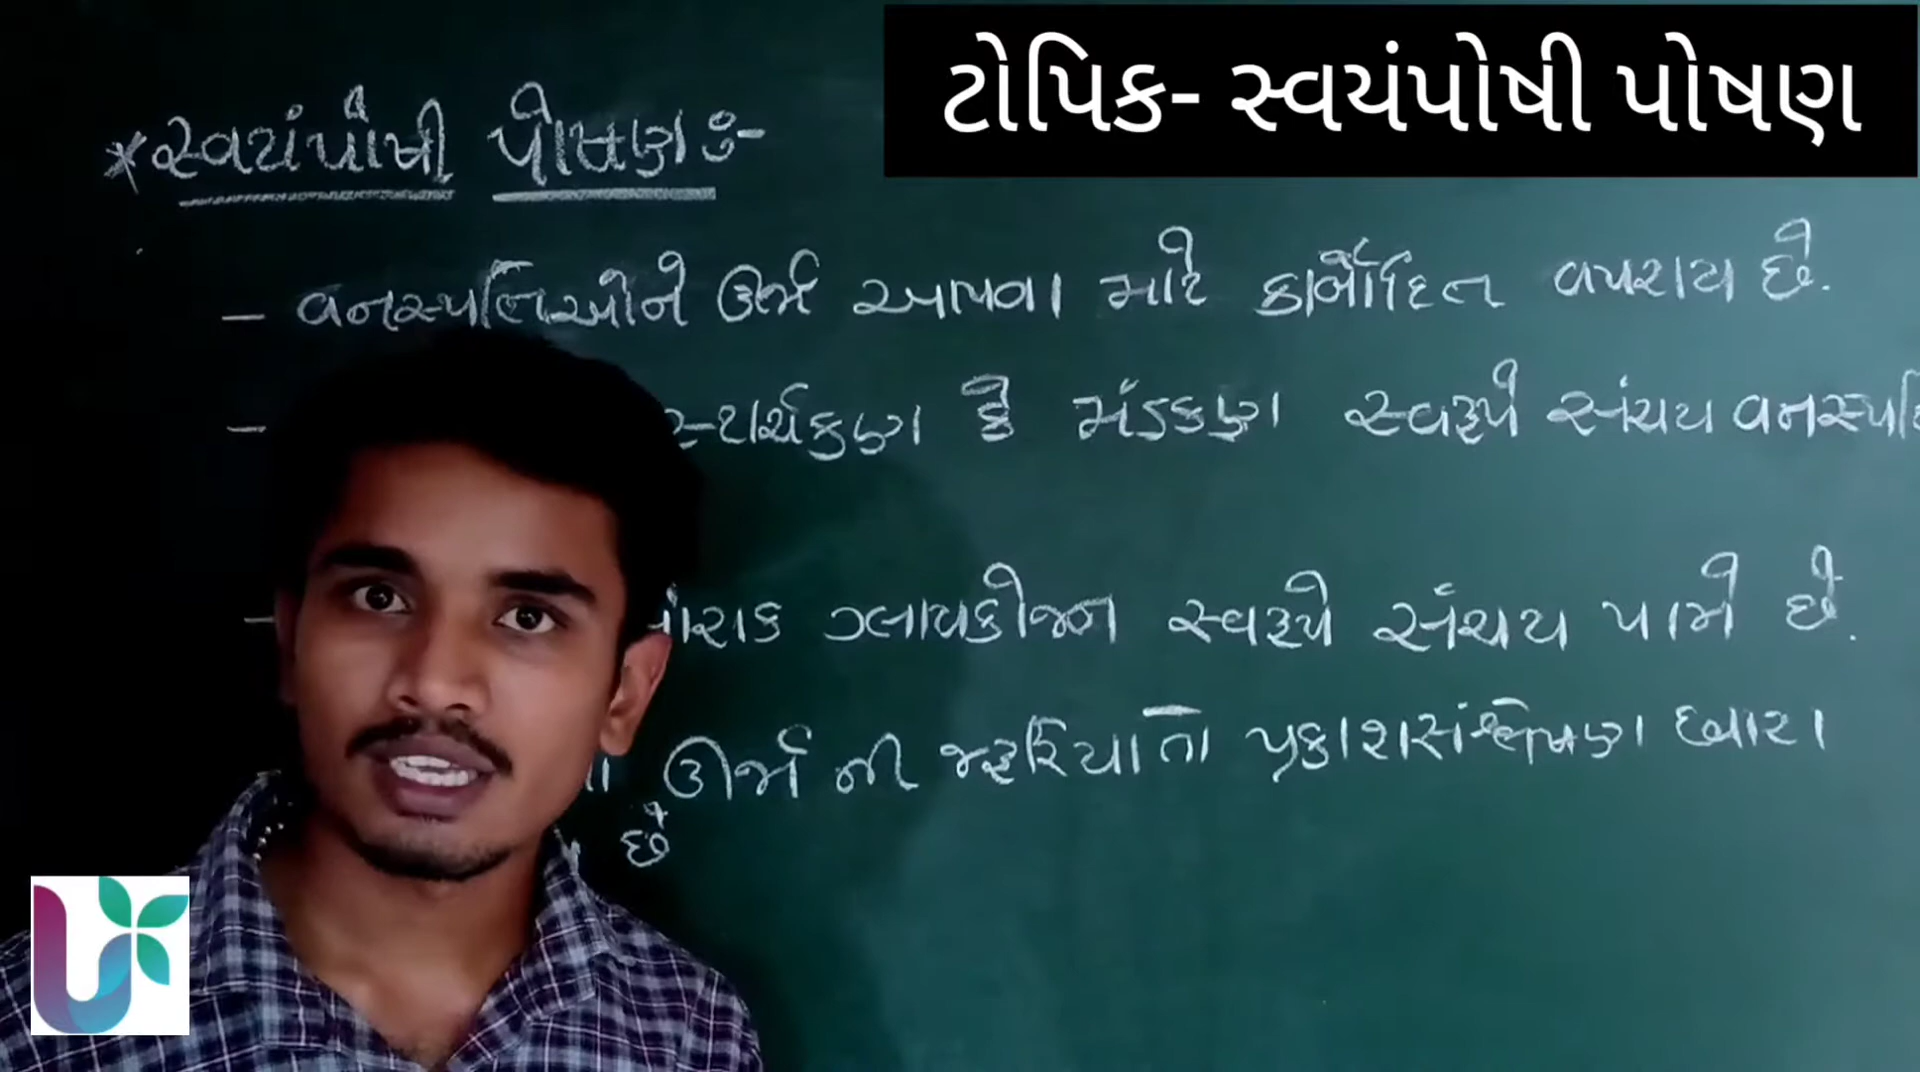 ટોપિક- સ્વયંપોષી પોષણ
* સ્વયંપોષી પોષણ :-
- વનસ્પતિઓને ઊર્જા આપવા માટે કાર્બોદિત વપરાય છે.
- સ્ટાર્ચકણ કે મંડકણ સ્વરૂપે સંચય
- ગ્લાયકોજન સ્વરૂપે સંચય પામે છે.
ઊર્જા ની જરૂરિયાતો પ્રકાશસંશ્લેષણ દ્વારા
છે